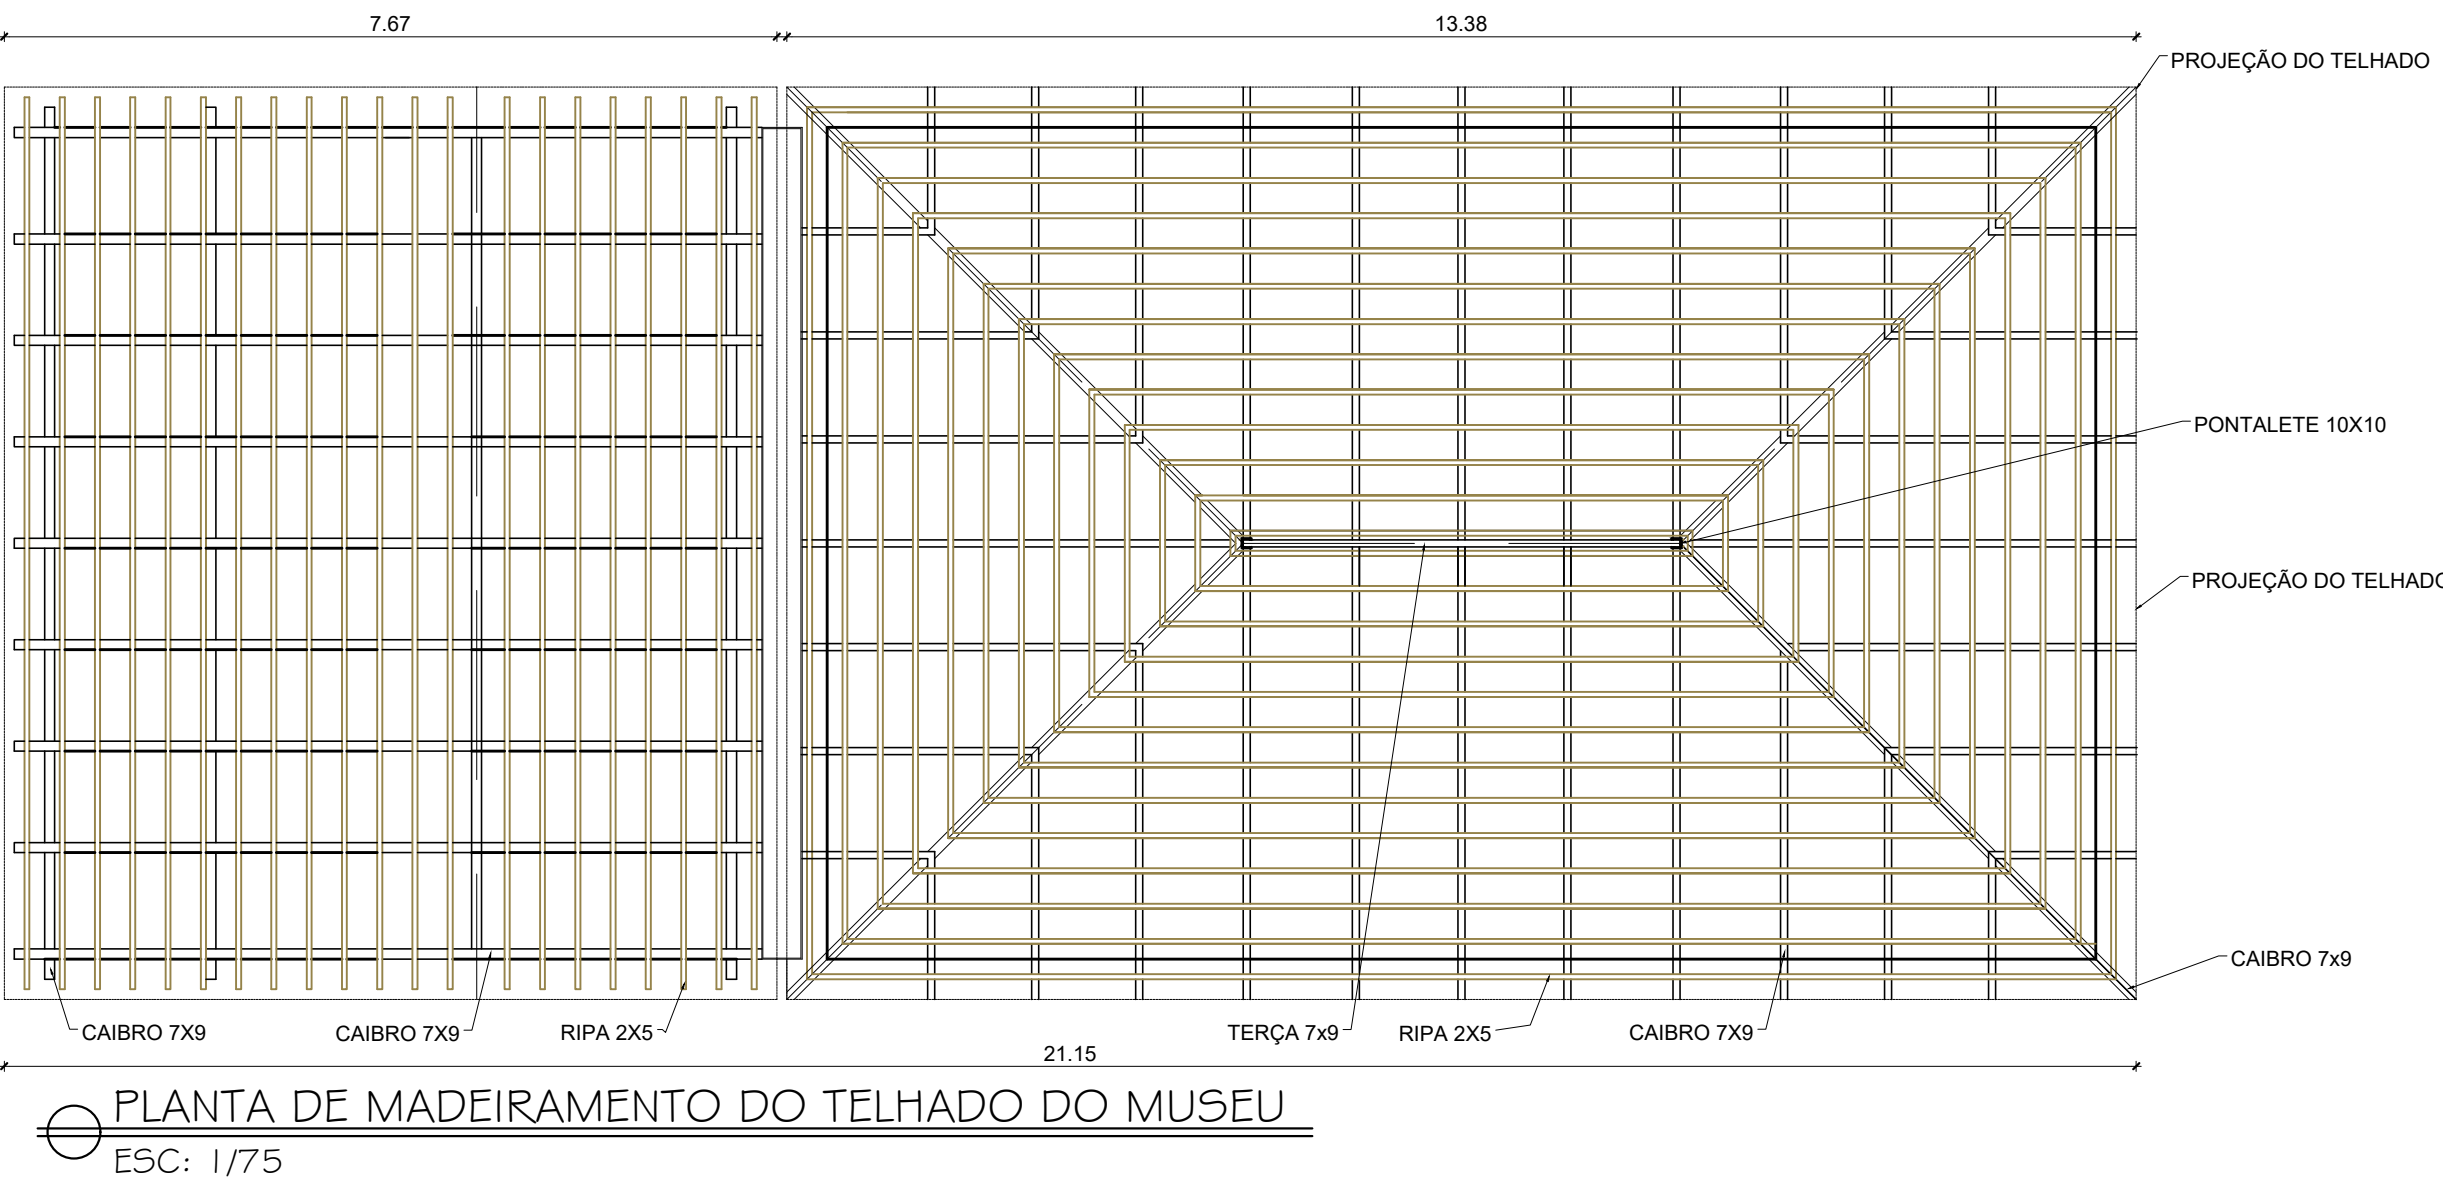 7.67
13.38
PROJEÇÃO DO TELHADO
PONTALETE 10X10
PROJEÇÃO DO TELHADO
CAIBRO 7x9
CAIBRO 7X9
CAIBRO 7X9
RIPA 2X5
TERÇA 7x9
RIPA 2X5
CAIBRO 7X9
21.15
PLANTA DE MADEIRAMENTO DO TELHADO DO MUSEU
ESC: 1/75